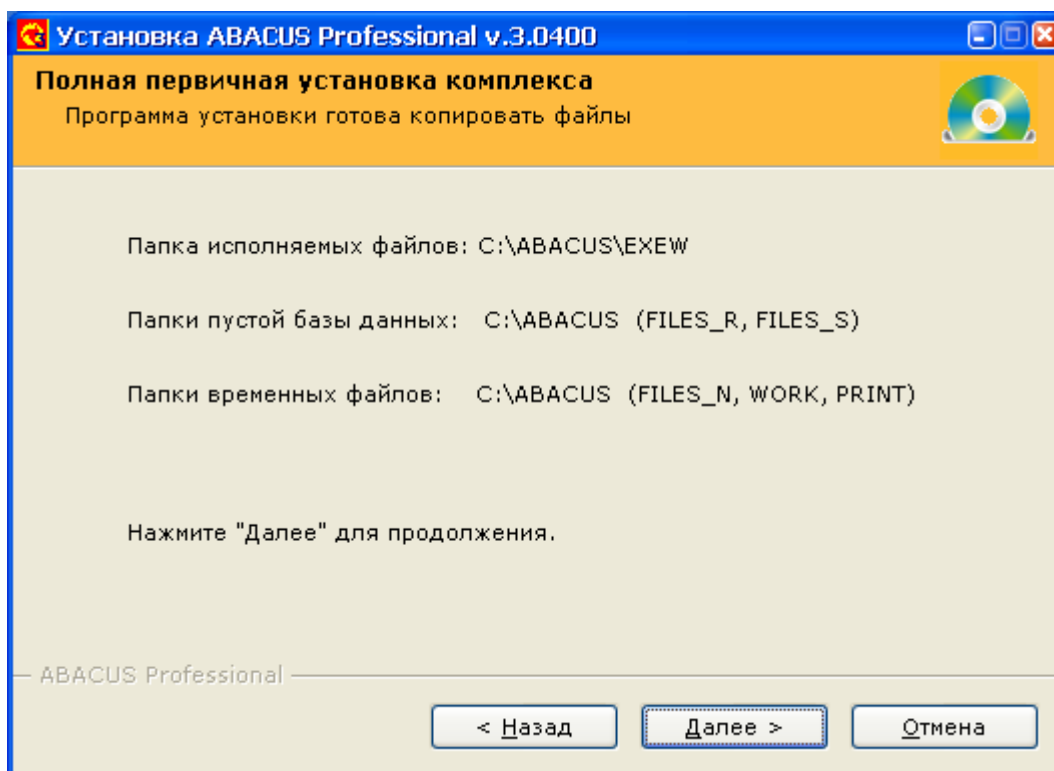 Установка ABACUS Professional v.3.0400
Полная первичная установка комплекса
Программа установки готова копировать файлы
Папка исполняемых файлов: C:\ABACUS\EXEW
Папки пустой базы данных: C:\ABACUS (FILES_R, FILES_S)
Папки временных файлов: C:\ABACUS (FILES_N, WORK, PRINT)
Нажмите "Далее" для продолжения.
ABACUS Professional
< Назад Далее > Отмена